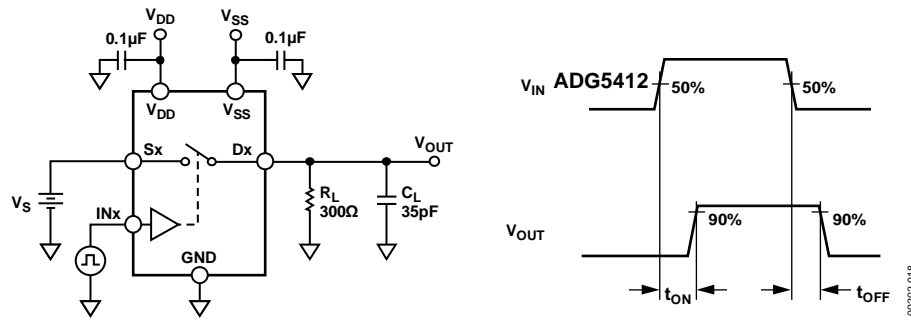 VDD
VSS
0.1µF
0.1µF
VDD
VSS
Sx
Dx
VOUT
VS
INx
RL
300Ω
CL
35pF
GND
VIN ADG5412
50%
50%
VOUT
90%
90%
tON
tOFF